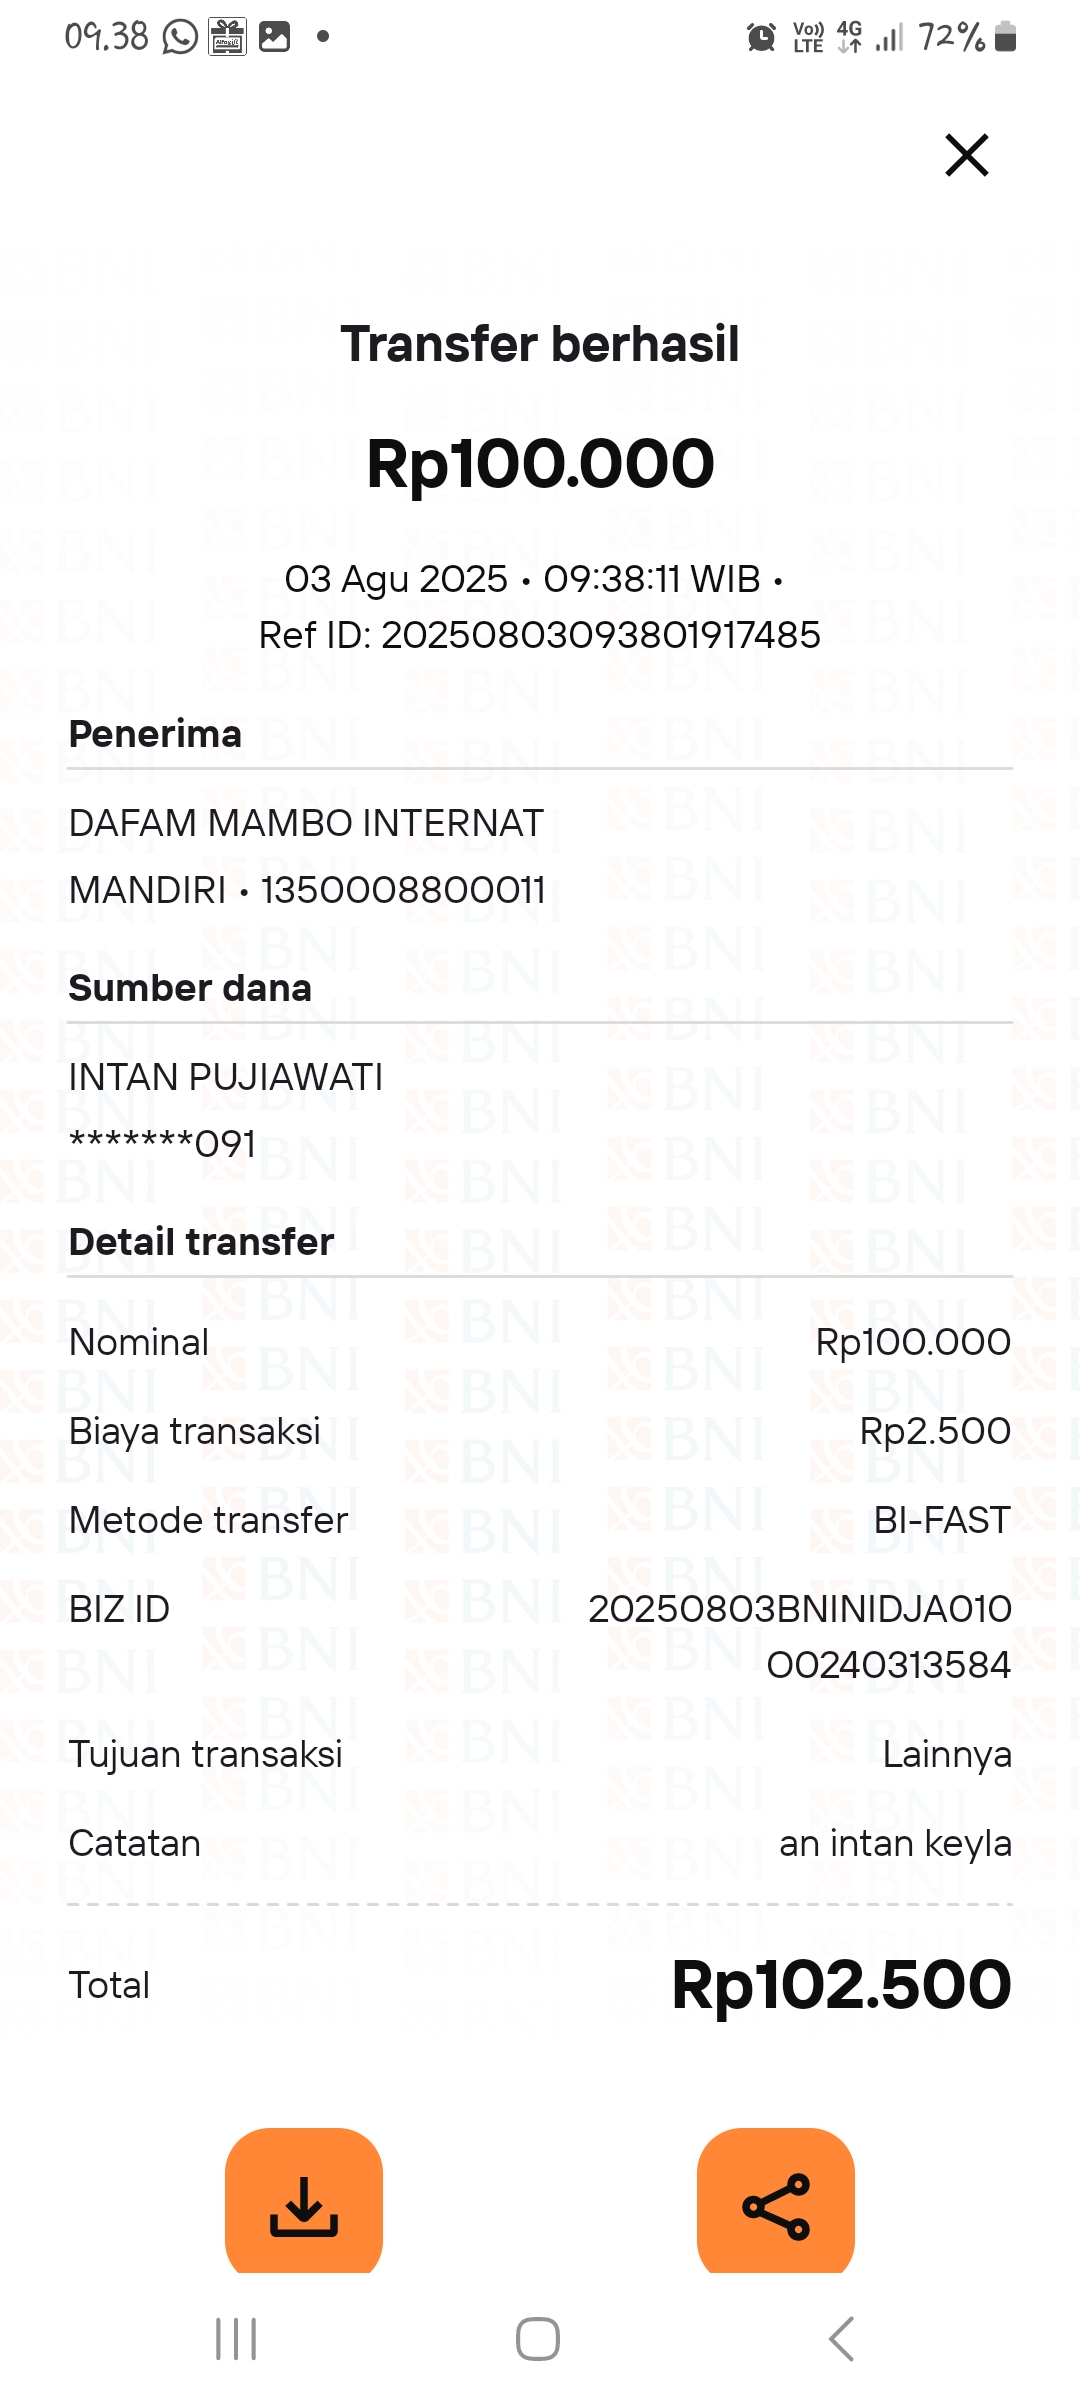 09.38
Vo)) LTE 4G 72%
Transfer berhasil
Rp100.000
03 Agu 2025 • 09:38:11 WIB •
Ref ID: 20250803093801917485
Penerima
DAFAM MAMBO INTERNAT
MANDIRI • 1350008800011
Sumber dana
INTAN PUJIAWATI
*******091
Detail transfer
Nominal Rp100.000
Biaya transaksi Rp2.500
Metode transfer BI-FAST
BIZ ID 20250803BNINIDJA010
00240313584
Tujuan transaksi Lainnya
Catatan an intan keyla
Total Rp102.500
BNI